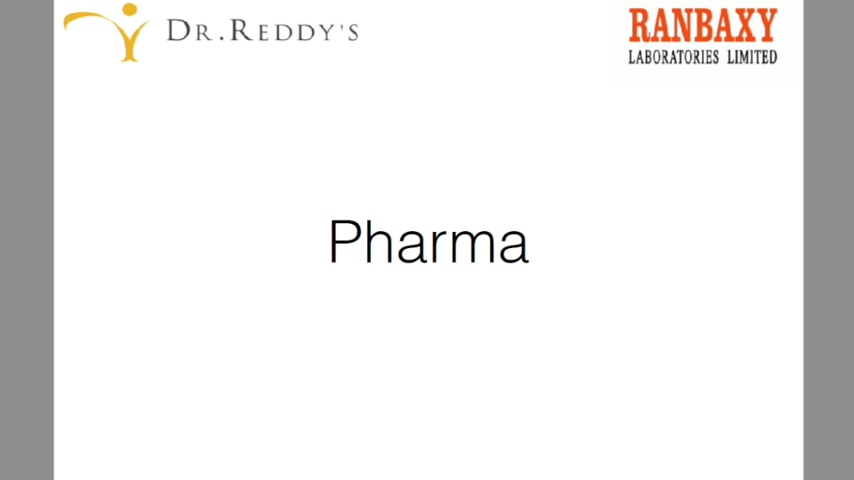 DR.REDDY'S
RANBAXY
LABORATORIES LIMITED
Pharma